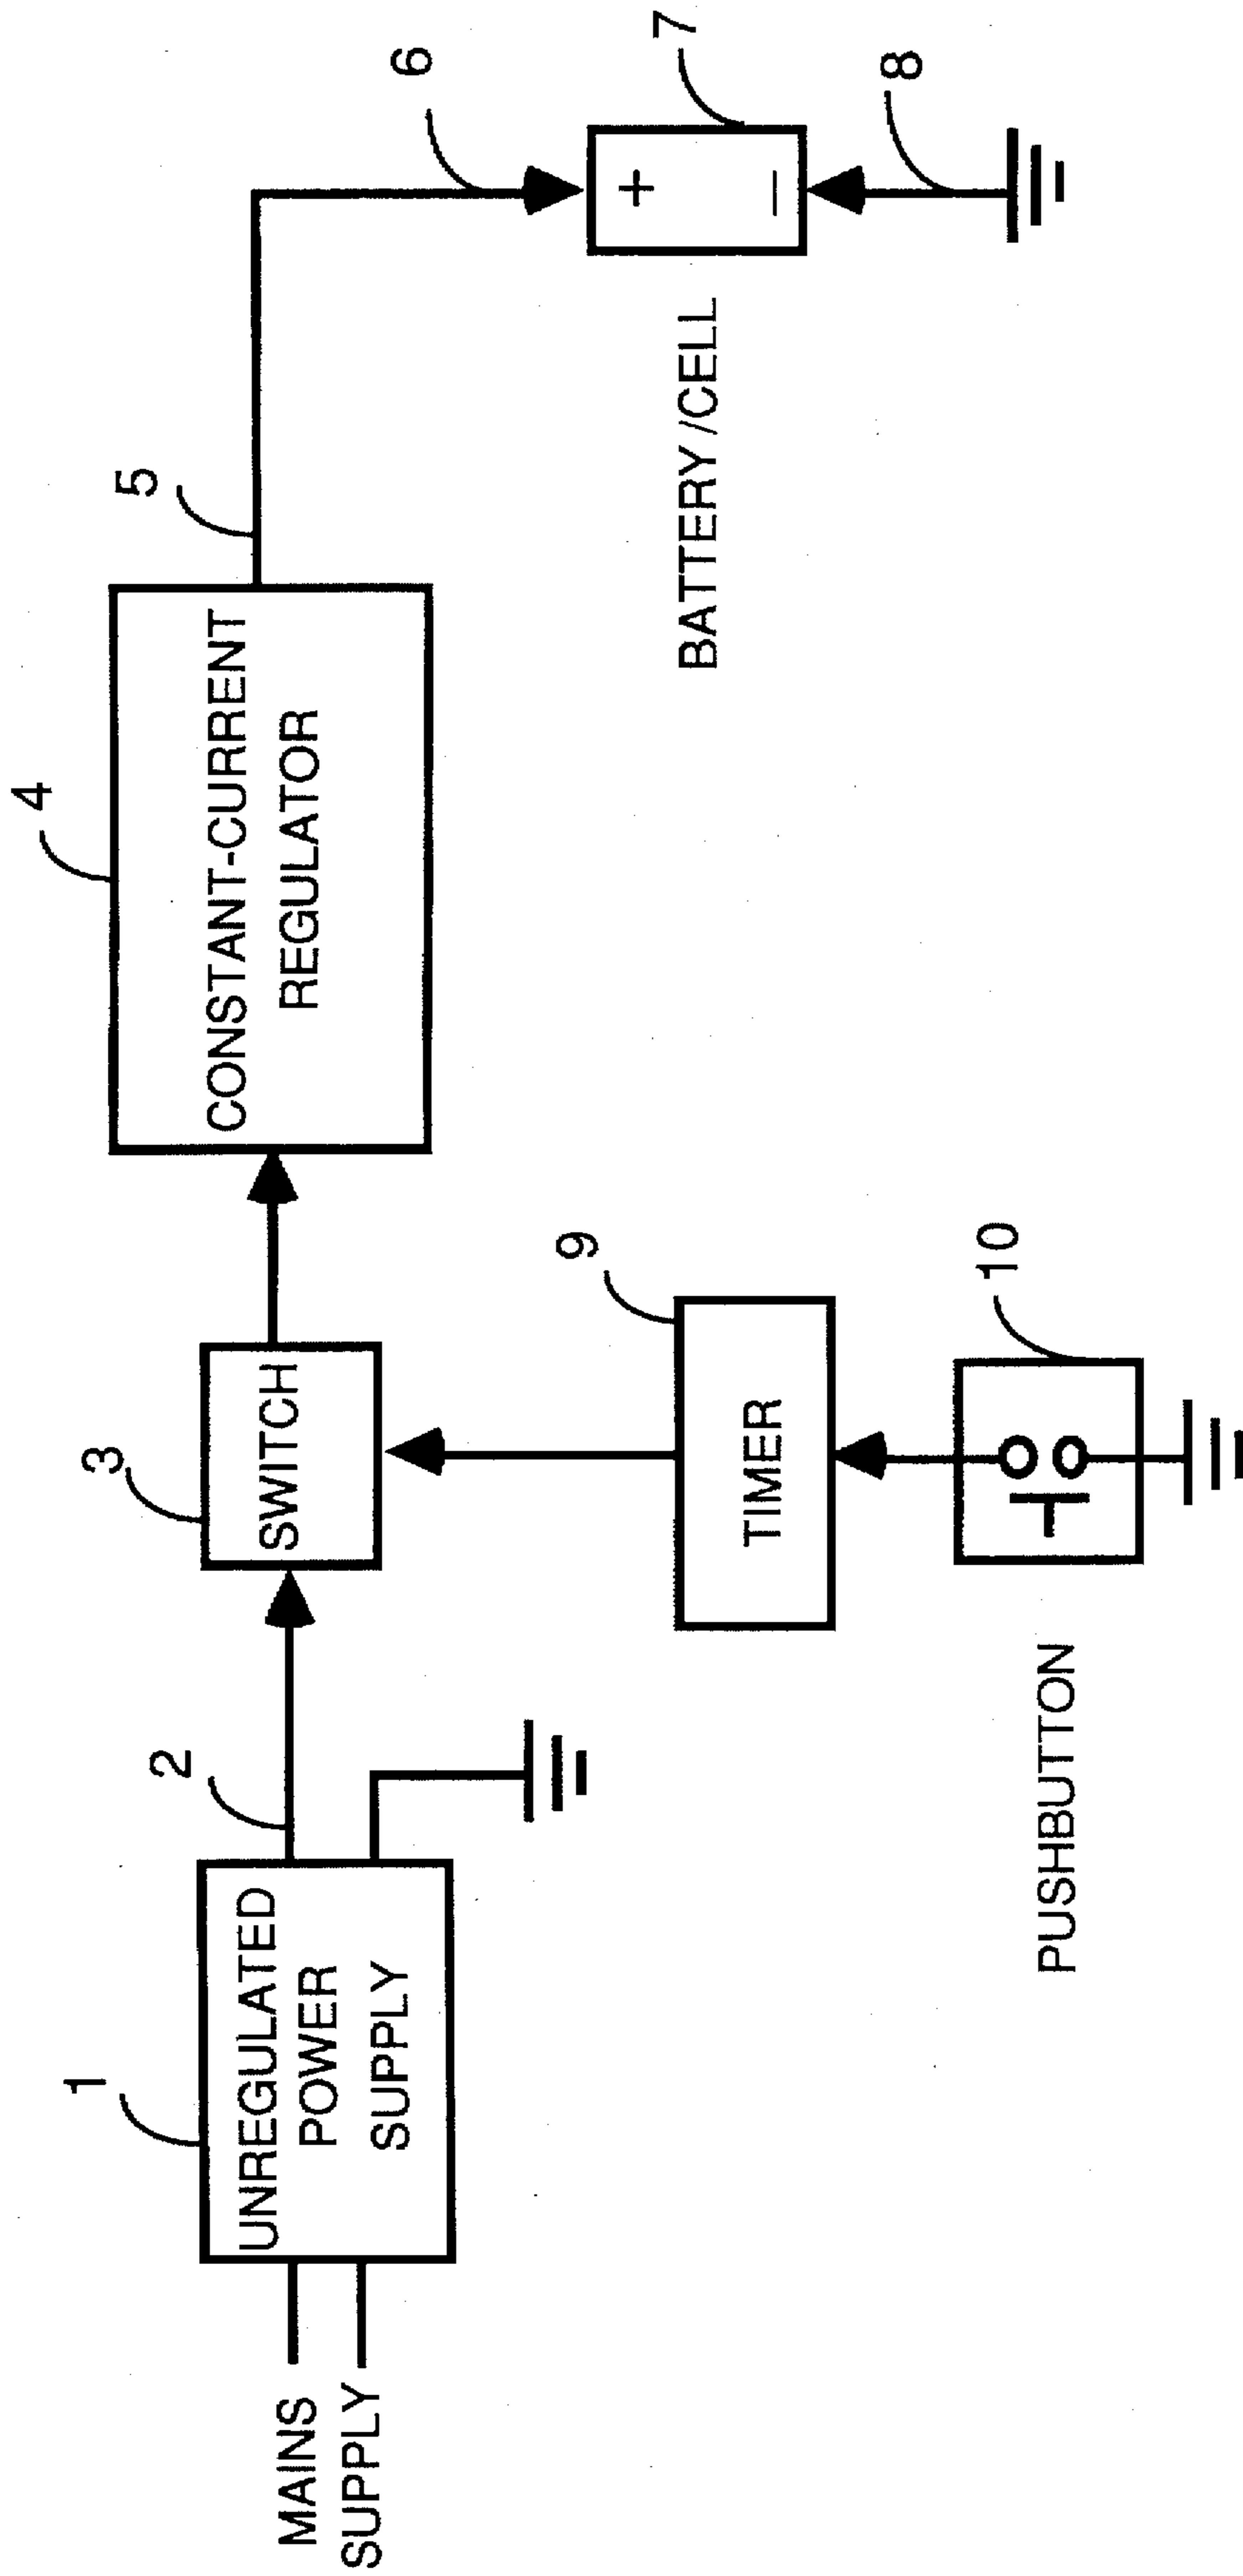 MAINS
SUPPLY
1
UNREGULATED
POWER
SUPPLY
2
3
SWITCH
4
CONSTANT-CURRENT
REGULATOR
5
6
7
+
–
8
BATTERY/CELL
9
TIMER
10
PUSHBUTTON